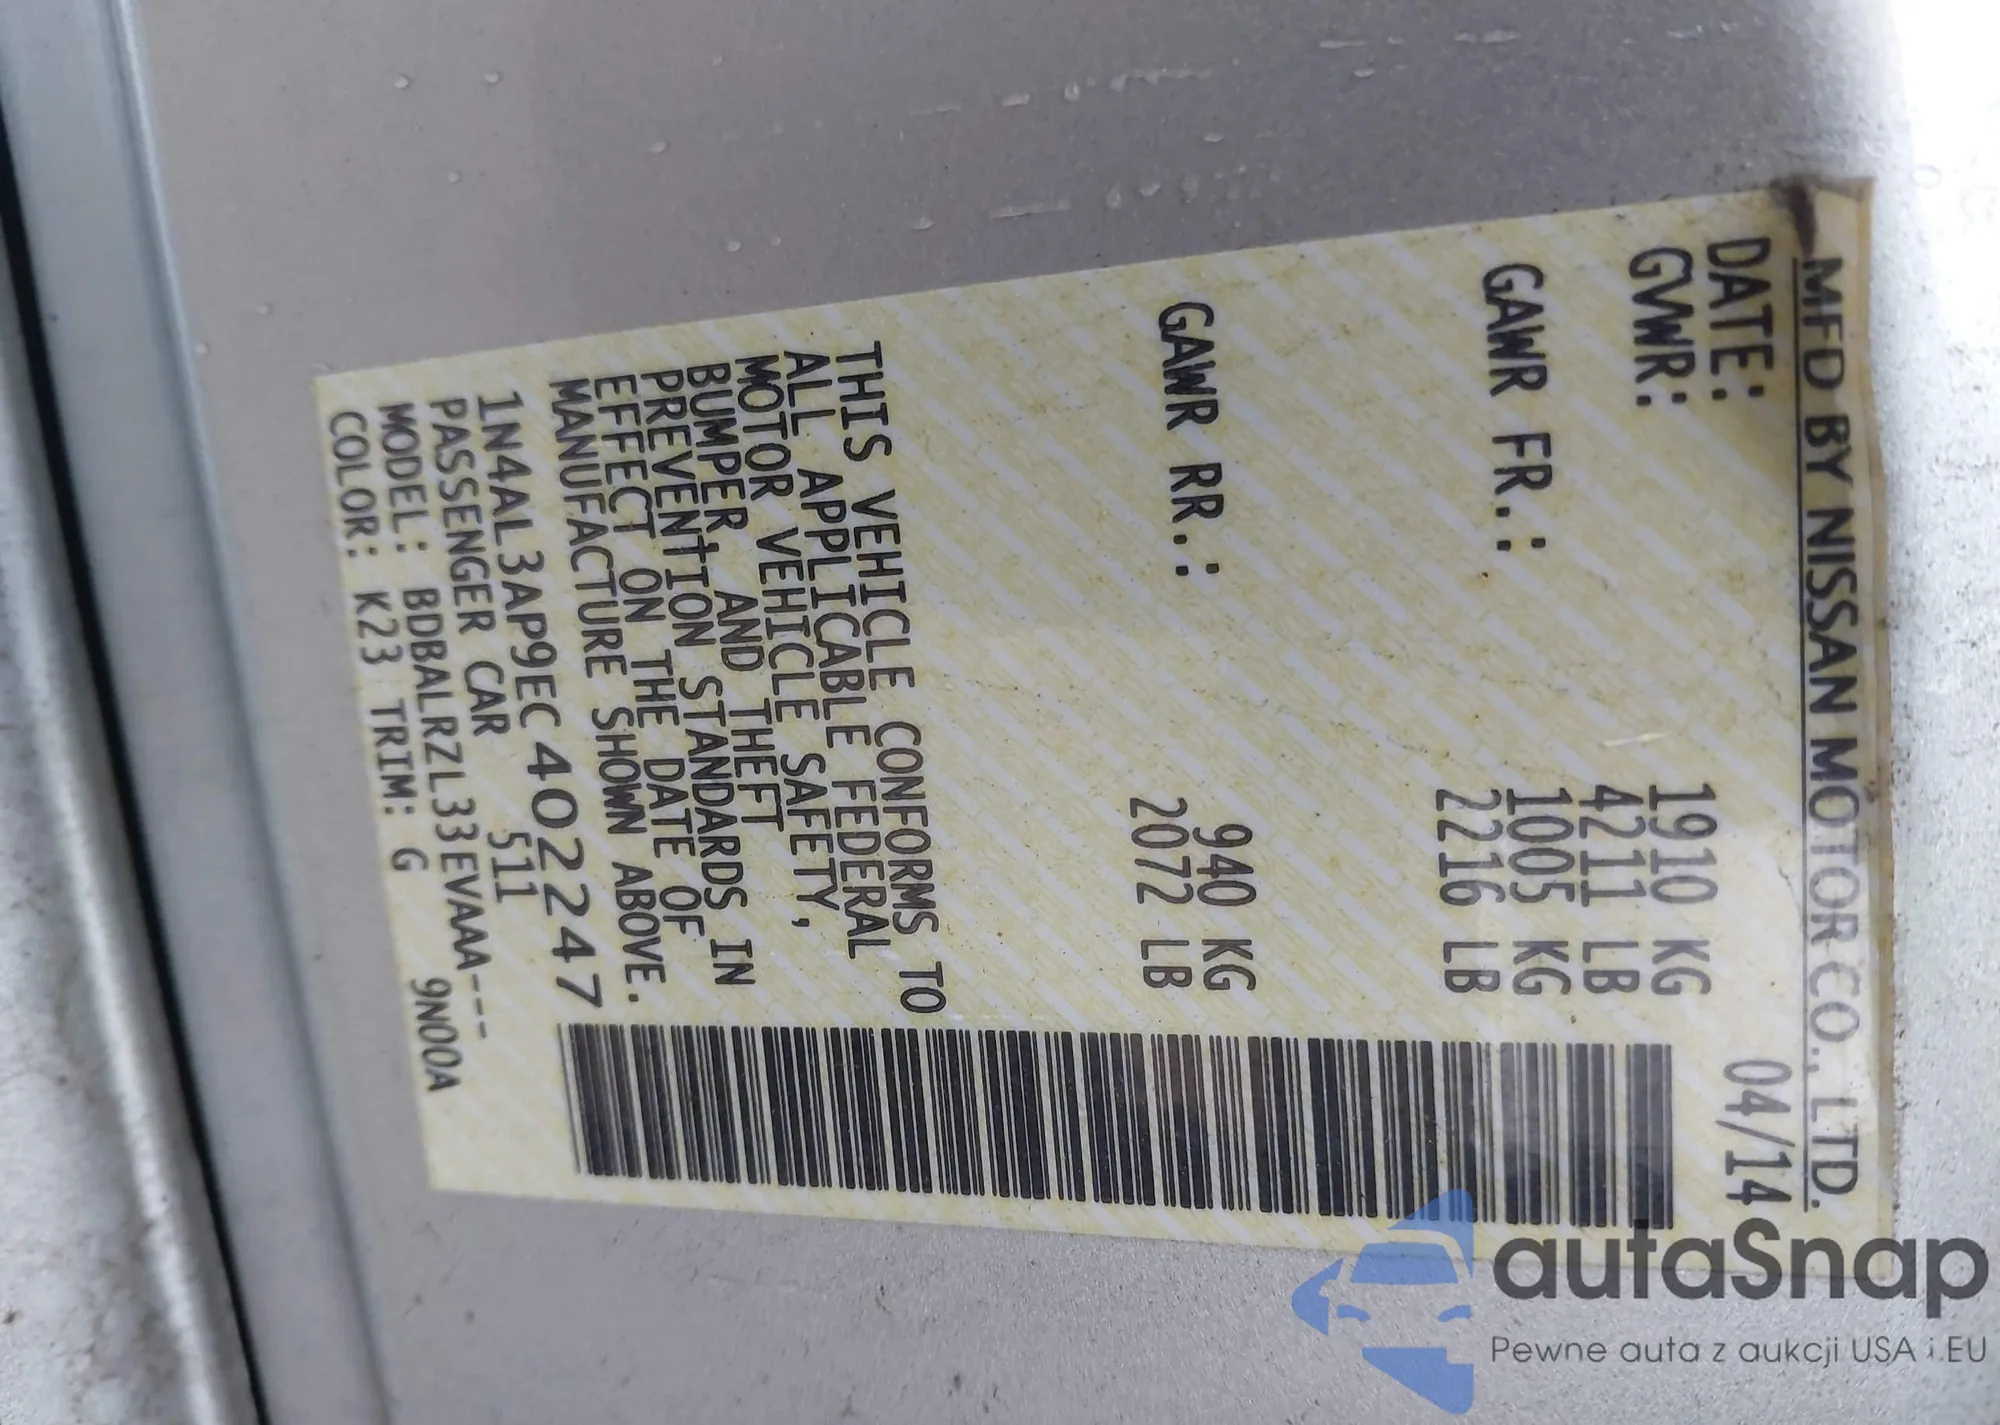 MFD BY NISSAN MOTOR CO., LTD.
DATE: 04/14
GVWR: 1910 KG
4211 LB
GAWR FR.: 1005 KG
2216 LB
GAWR RR.: 940 KG
2072 LB
THIS VEHICLE CONFORMS TO
ALL APPLICABLE FEDERAL
MOTOR VEHICLE SAFETY,
BUMPER, AND THEFT
PREVENTION STANDARDS IN
EFFECT ON THE DATE OF
MANUFACTURE SHOWN ABOVE.
1N4AL3AP9EC402247
PASSENGER CAR 511
MODEL: BDBALRZL33EVAAA---
COLOR: K23 TRIM: G 9N00A
autaSnap
Pewne auta z aukcji USA i EU